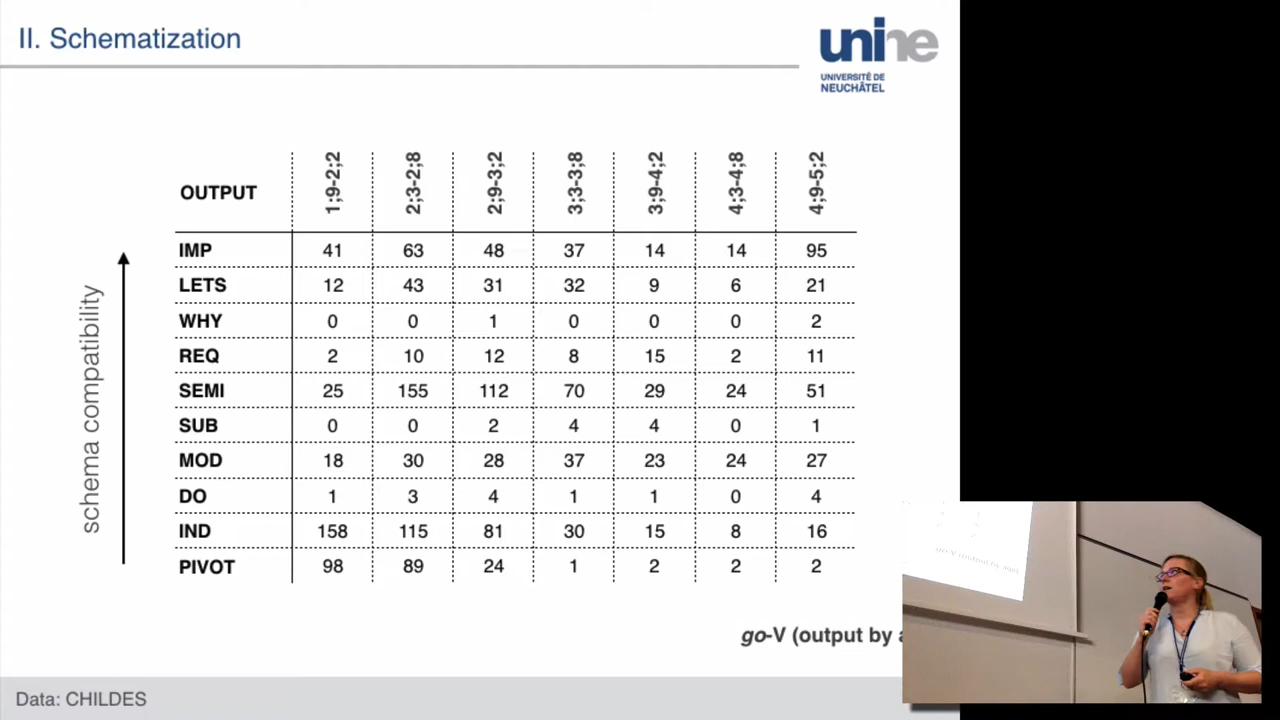 II. Schematization
unine
UNIVERSITÉ DE
NEUCHÂTEL
OUTPUT 1;9-2;2 2;3-2;8 2;9-3;2 3;3-3;8 3;9-4;2 4;3-4;8 4;9-5;2
IMP 41 63 48 37 14 14 95
LETS 12 43 31 32 9 6 21
WHY 0 0 1 0 0 0 2
REQ 2 10 12 8 15 2 11
SEMI 25 155 112 70 29 24 51
SUB 0 0 2 4 4 0 1
MOD 18 30 28 37 23 24 27
DO 1 3 4 1 1 0 4
IND 158 115 81 30 15 8 16
PIVOT 98 89 24 1 2 2 2
schema compatibility
go-V (output by
Data: CHILDES